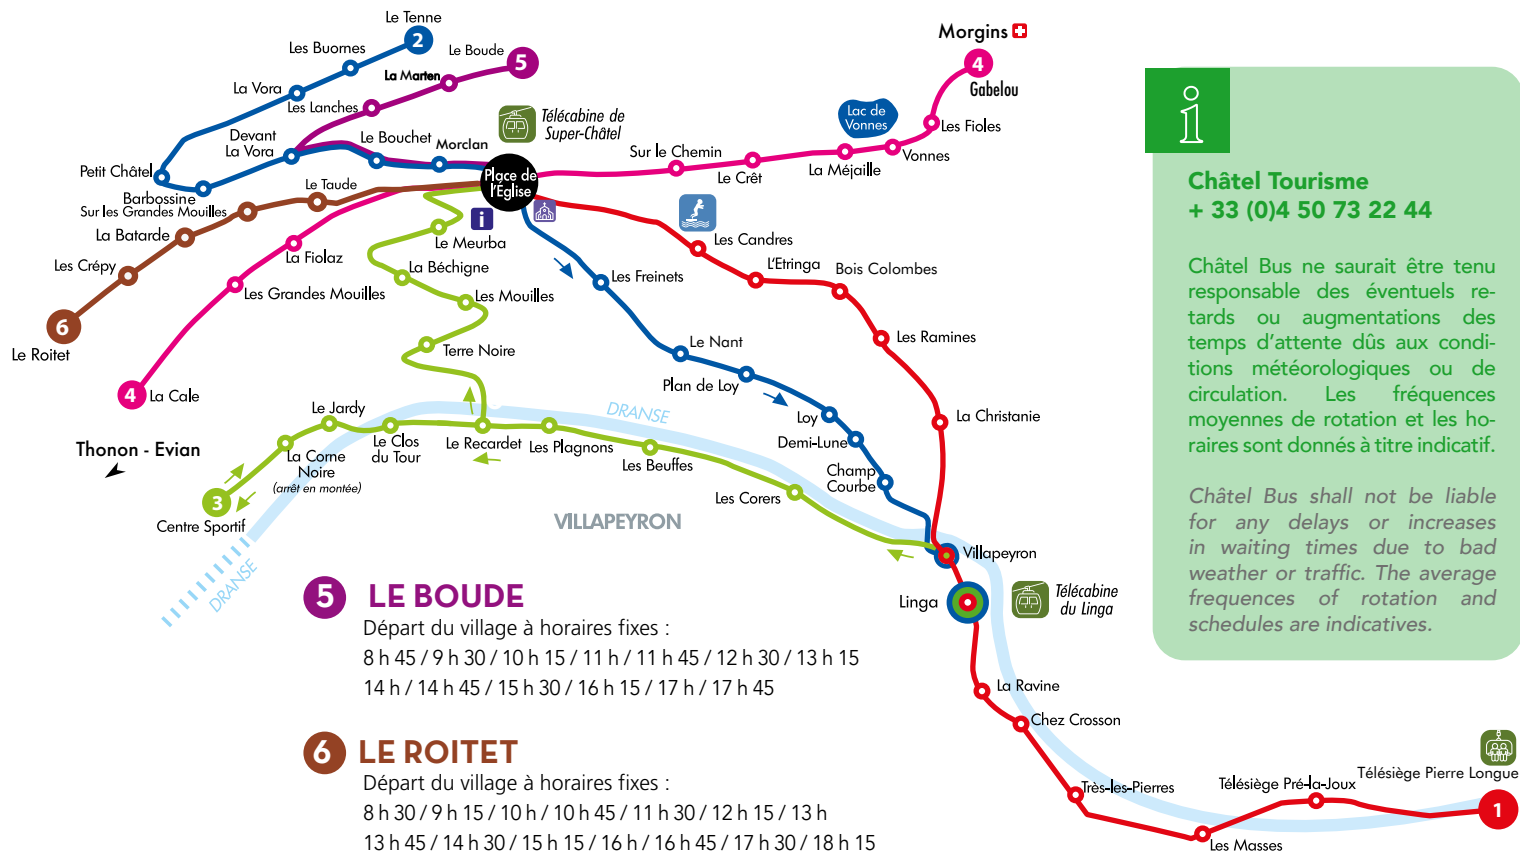 Le Tenne
2
Les Buornes
Le Boude
5
La Marten
La Vora
Les Lanches
Télécabine de
Super-Châtel
Devant
La Vora
Le Bouchet
Morclan
Petit Châtel
Barbossine
Place de
l'Église
Sur les Grandes Mouilles
Le Taude
La Batarde
Les Crépy
6
Le Roitet
La Fiolaz
Les Grandes Mouilles
4
La Cale
Morgins
4
Gabelou
Lac de
Vonnes
Les Fioles
Vonnes
La Méjaille
Le Crêt
Sur le Chemin
i
Le Meurba
La Béchigne
Les Mouilles
Terre Noire
Les Freinets
Le Nant
Plan de Loy
Loy
Demi-Lune
Champ
Courbe
Les Candres
L'Etringa
Bois Colombes
Les Ramines
La Christanie
DRANSE
Thonon - Evian
Le Jardy
La Corne
Noire
(arrêt en montée)
Le Clos
du Tour
Le Recardet
Les Plagnons
Les Beuffes
Les Corers
3
Centre Sportif
DRANSE
VILLAPEYRON
Villapeyron
Linga
Télécabine
du Linga
La Ravine
Chez Crosson
Très-les-Pierres
Les Masses
Télésiège Pré-la-Joux
Télésiège Pierre Longue
1
5 LE BOUDE
Départ du village à horaires fixes :
8 h 45 / 9 h 30 / 10 h 15 / 11 h / 11 h 45 / 12 h 30 / 13 h 15
14 h / 14 h 45 / 15 h 30 / 16 h 15 / 17 h / 17 h 45
6 LE ROITET
Départ du village à horaires fixes :
8 h 30 / 9 h 15 / 10 h / 10 h 45 / 11 h 30 / 12 h 15 / 13 h
13 h 45 / 14 h 30 / 15 h 15 / 16 h / 16 h 45 / 17 h 30 / 18 h 15
i
Châtel Tourisme
+ 33 (0)4 50 73 22 44
Châtel Bus ne saurait être tenu
responsable des éventuels re-
tards ou augmentations des
temps d'attente dûs aux condi-
tions météorologiques ou de
circulation. Les fréquences
moyennes de rotation et les ho-
raires sont donnés à titre indicatif.
Châtel Bus shall not be liable
for any delays or increases
in waiting times due to bad
weather or traffic. The average
frequences of rotation and
schedules are indicatives.